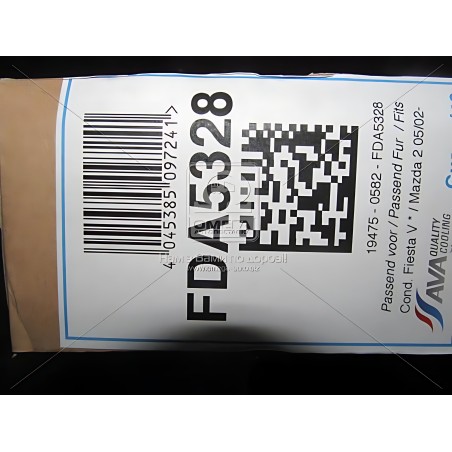 4 045385 097241 >
FDA5328
19475 - 0582 - FDA5328
Passend voor / Passend Fur / Fits
Cond. Fiesta V * / Mazda 2 05/02-
AVA QUALITY
COOLING